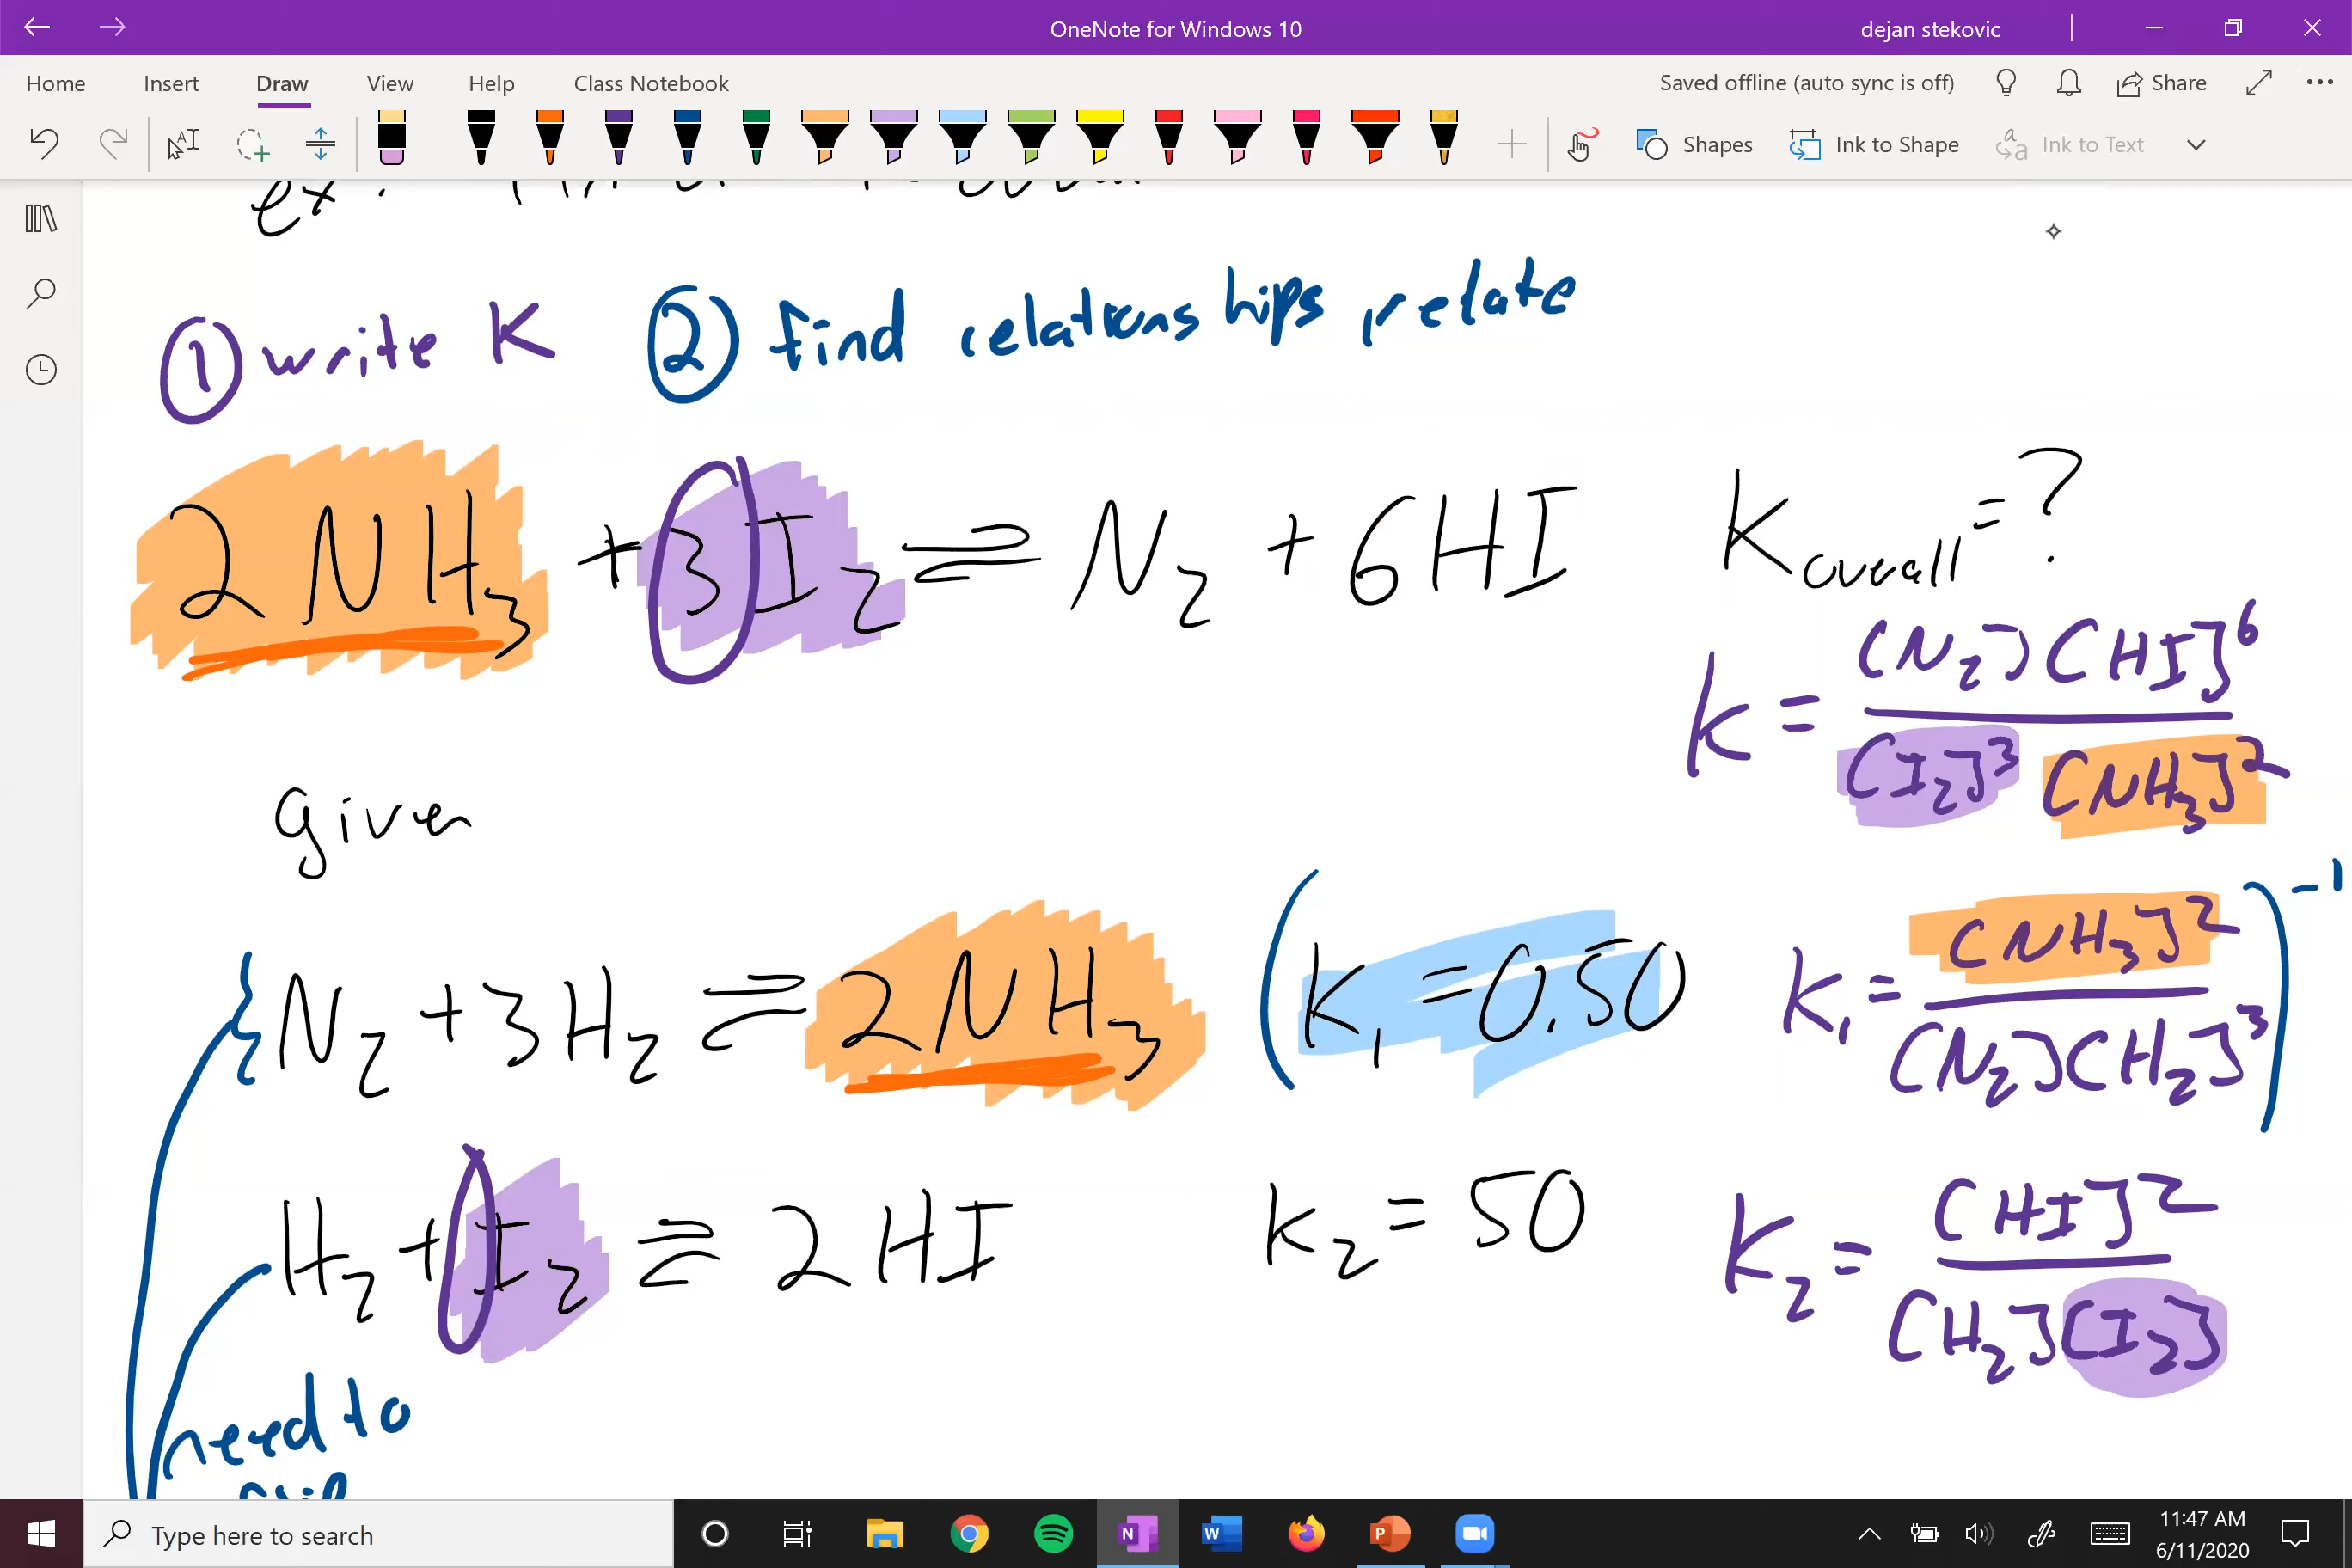 OneNote for Windows 10
dejan stekovic
Home Insert Draw View Help Class Notebook
Saved offline (auto sync is off) Share
Shapes Ink to Shape Ink to Text
ex:
① write K ② find relationships relate
2NH₃ + 3I₂ ⇌ N₂ + 6HI K overall = ?
K = [N₂][HI]⁶ / [I₂]³ [NH₃]²
Given
N₂ + 3H₂ ⇌ 2NH₃ (K₁ = 0.50 K₁ = [NH₃]² / [N₂][H₂]³)⁻¹
H₂ + I₂ ⇌ 2HI K₂ = 50 K₂ = [HI]² / [H₂][I₂]
need to
Type here to search
11:47 AM
6/11/2020